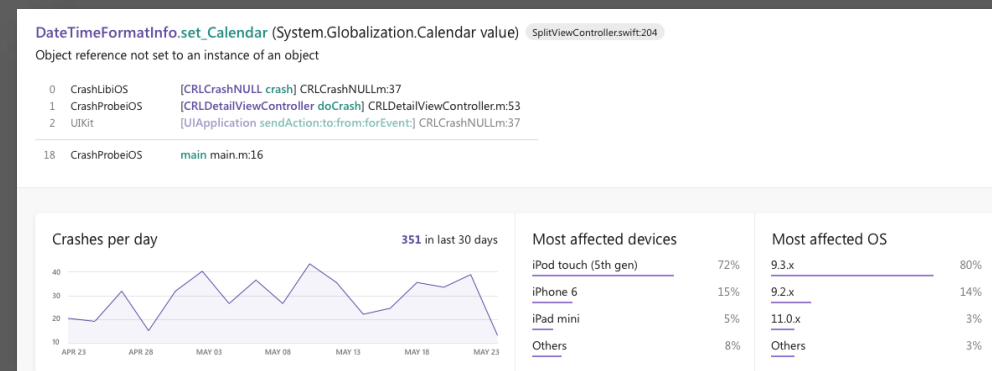 DateTimeFormatInfo.set_Calendar (System.Globalization.Calendar value) SplitViewController.swift:204
Object reference not set to an instance of an object
0 CrashLibiOS [CRLCrashNULL crash] CRLCrashNULLm:37
1 CrashProbeiOS [CRLDetailViewController doCrash] CRLDetailViewController.m:53
2 UIKit [UIApplication sendAction:to:from:forEvent:] CRLCrashNULLm:37
18 CrashProbeiOS main main.m:16
Crashes per day 351 in last 30 days
40
30
20
10
APR 23 APR 28 MAY 03 MAY 08 MAY 13 MAY 18 MAY 23
Most affected devices
iPod touch (5th gen) 72%
iPhone 6 15%
iPad mini 5%
Others 8%
Most affected OS
9.3.x 80%
9.2.x 14%
11.0.x 3%
Others 3%